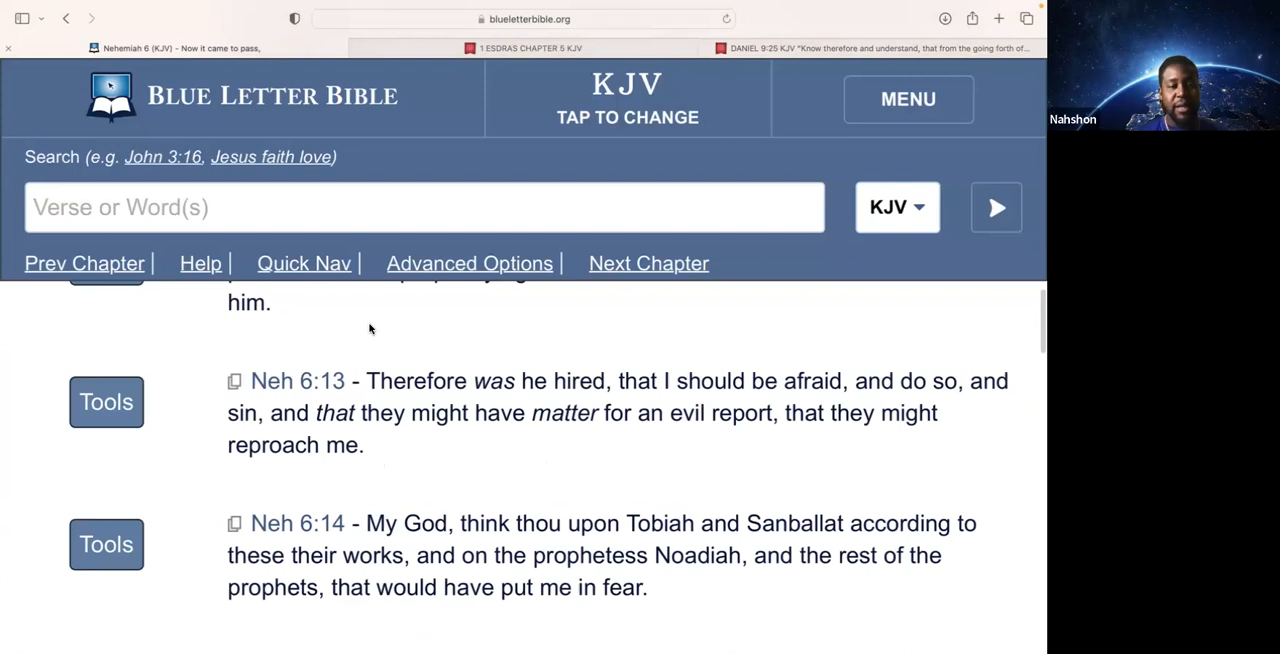 blueletterbible.org
Nehemiah 6 (KJV) - Now it came to pass,
1 ESDRAS CHAPTER 5 KJV
DANIEL 9:25 KJV "Know therefore and understand, that from the going forth of...
BLUE LETTER BIBLE
KJV
TAP TO CHANGE
MENU
Nahshon
Search (e.g. John 3:16, Jesus faith love)
Verse or Word(s)
KJV
Prev Chapter | Help | Quick Nav | Advanced Options | Next Chapter
him.
Tools
Neh 6:13 - Therefore was he hired, that I should be afraid, and do so, and
sin, and that they might have matter for an evil report, that they might
reproach me.
Tools
Neh 6:14 - My God, think thou upon Tobiah and Sanballat according to
these their works, and on the prophetess Noadiah, and the rest of the
prophets, that would have put me in fear.